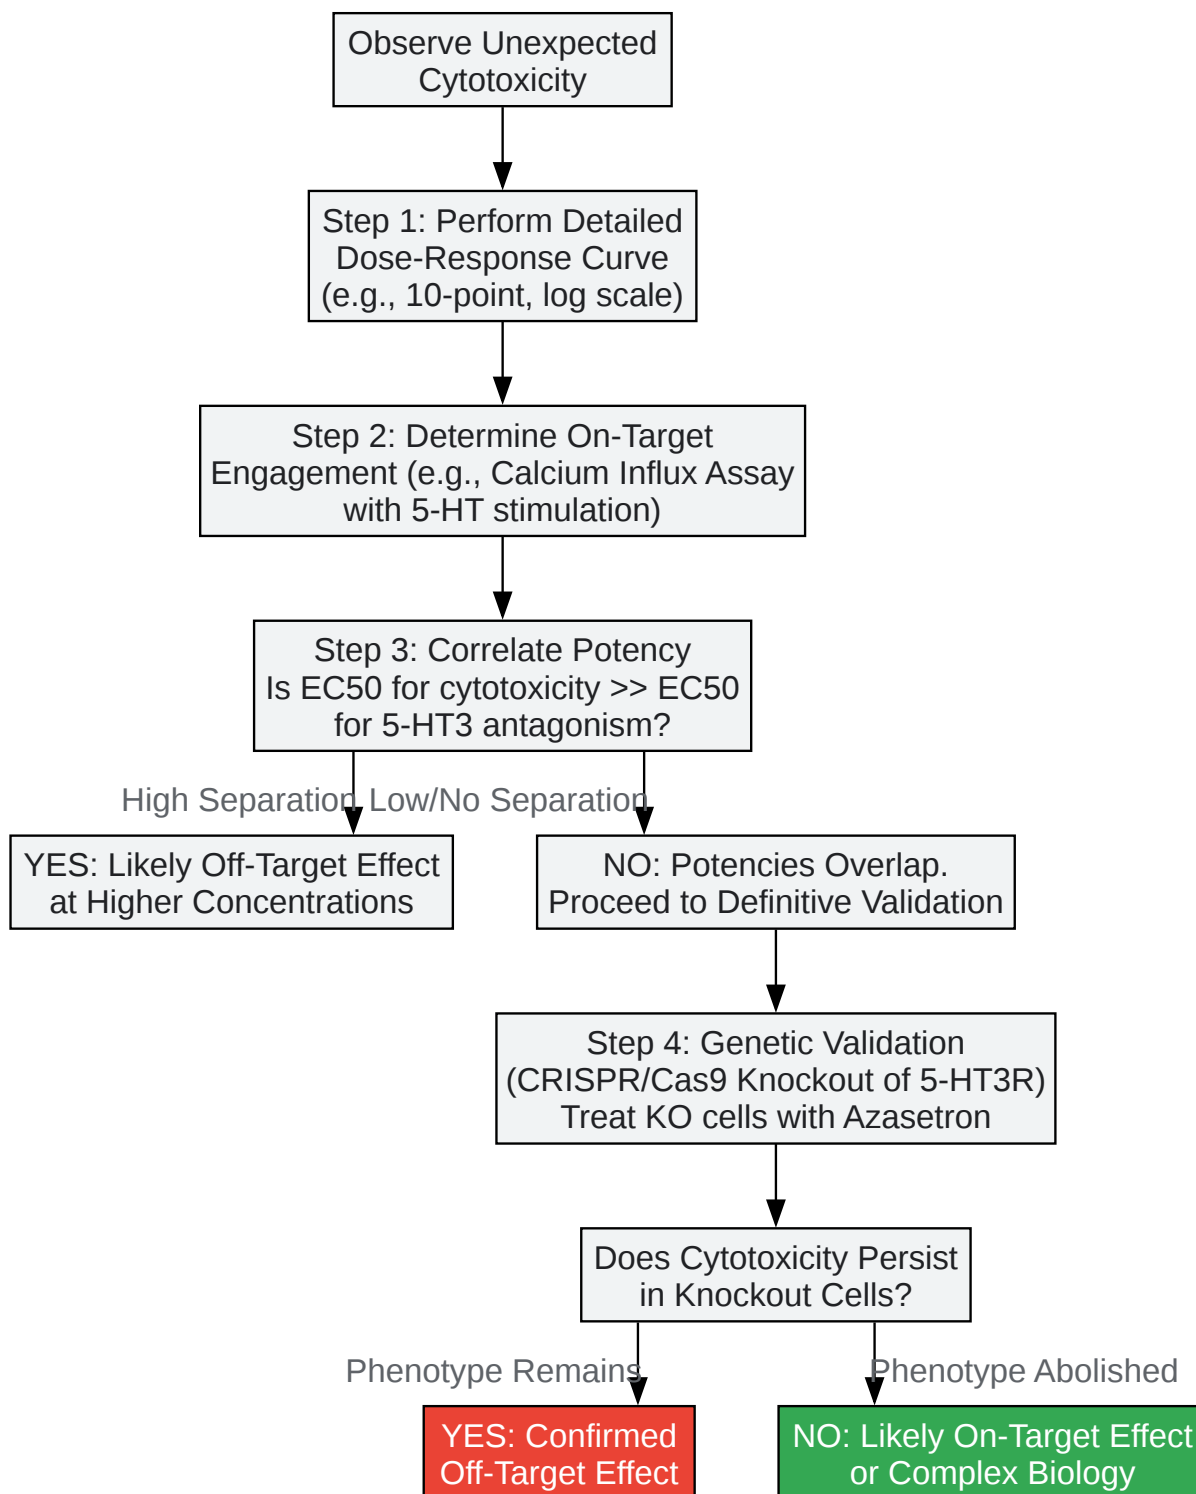 Observe Unexpected
Cytotoxicity
Step 1: Perform Detailed
Dose-Response Curve
(e.g., 10-point, log scale)
Step 2: Determine On-Target
Engagement (e.g., Calcium Influx Assay
with 5-HT stimulation)
Step 3: Correlate Potency
Is EC50 for cytotoxicity >> EC50
for 5-HT3 antagonism?
High Separation
Low/No Separation
YES: Likely Off-Target Effect
at Higher Concentrations
NO: Potencies Overlap.
Proceed to Definitive Validation
Step 4: Genetic Validation
(CRISPR/Cas9 Knockout of 5-HT3R)
Treat KO cells with Azasetron
Does Cytotoxicity Persist
in Knockout Cells?
Phenotype Remains
Phenotype Abolished
YES: Confirmed
Off-Target Effect
NO: Likely On-Target Effect
or Complex Biology